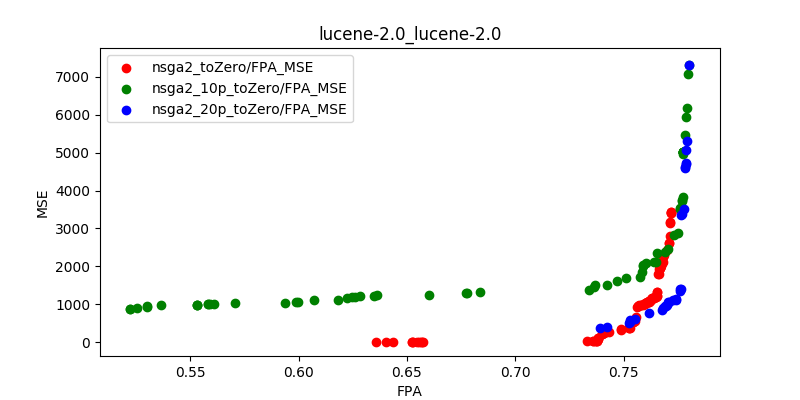 lucene-2.0_lucene-2.0
nsga2_toZero/FPA_MSE
nsga2_10p_toZero/FPA_MSE
nsga2_20p_toZero/FPA_MSE
MSE
7000
6000
5000
4000
3000
2000
1000
0
0.55 0.60 0.65 0.70 0.75
FPA